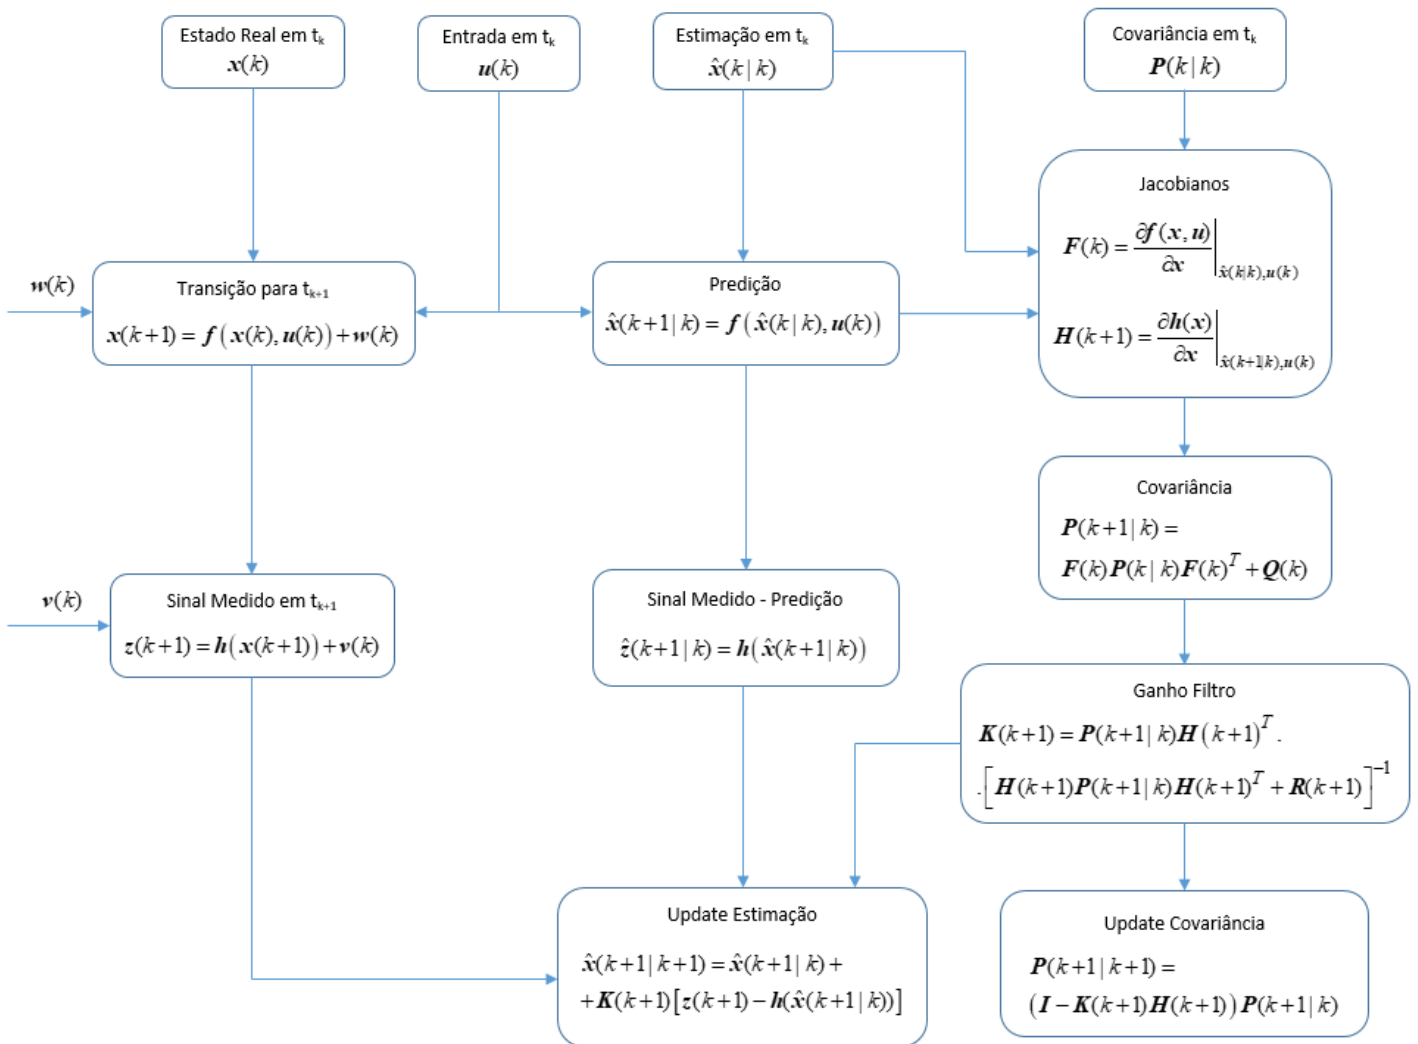 Estado Real em tₖ
x(k)
Entrada em tₖ
u(k)
Estimação em tₖ
x̂(k|k)
Covariância em tₖ
P(k|k)
Jacobianos
F(k) = ∂f(x,u)/∂x |x̂(k|k),u(k)
H(k+1) = ∂h(x)/∂x |x̂(k+1|k),u(k)
w(k)
Transição para tₖ₊₁
x(k+1) = f(x(k),u(k)) + w(k)
Predição
x̂(k+1|k) = f(x̂(k|k),u(k))
Covariância
P(k+1|k) =
F(k)P(k|k)F(k)ᵀ + Q(k)
v(k)
Sinal Medido em tₖ₊₁
z(k+1) = h(x(k+1)) + v(k)
Sinal Medido - Predição
ẑ(k+1|k) = h(x̂(k+1|k))
Ganho Filtro
K(k+1) = P(k+1|k)H(k+1)ᵀ.
.[H(k+1)P(k+1|k)H(k+1)ᵀ + R(k+1)]⁻¹
Update Estimação
x̂(k+1|k+1) = x̂(k+1|k) +
+K(k+1)[z(k+1) − h(x̂(k+1|k))]
Update Covariância
P(k+1|k+1) =
(I − K(k+1)H(k+1))P(k+1|k)